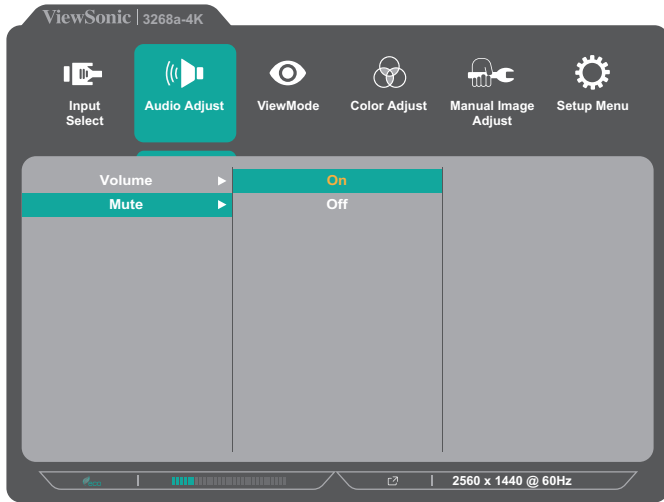 ViewSonic 3268a-4K
Input
Select
Audio Adjust
ViewMode
Color Adjust
Manual Image
Adjust
Setup Menu
Volume
Mute
On
Off
eco
2560 x 1440 @ 60Hz